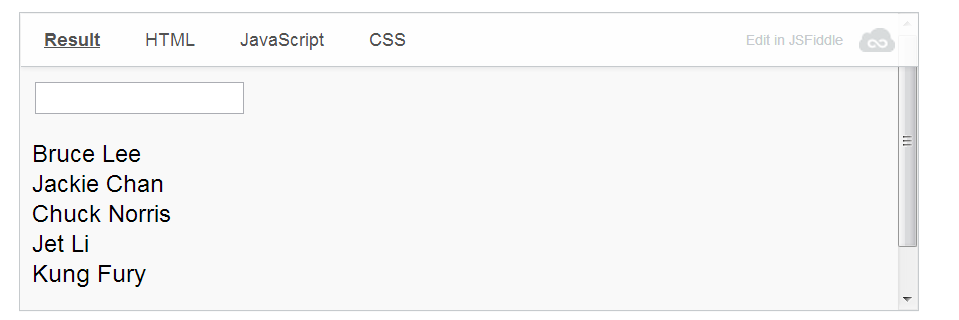 Result HTML JavaScript CSS Edit in JSFiddle
Bruce Lee
Jackie Chan
Chuck Norris
Jet Li
Kung Fury